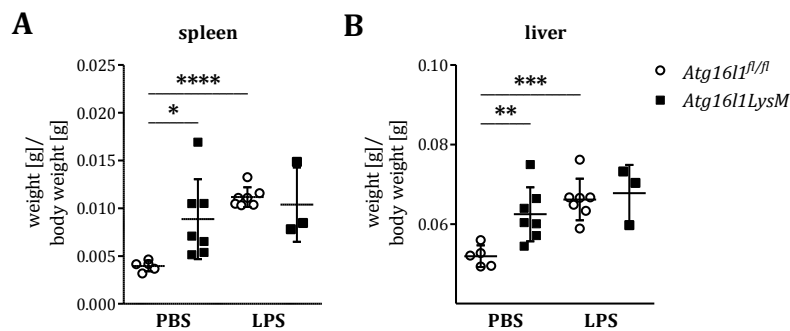 A
spleen
weight [g]/
body weight [g]
0.025
0.020
0.015
0.010
0.005
0.000
****
*
PBS
LPS
B
liver
weight [g]/
body weight [g]
0.10
0.08
0.06
***
**
PBS
LPS
Atg16l1fl/fl
Atg16l1LysM